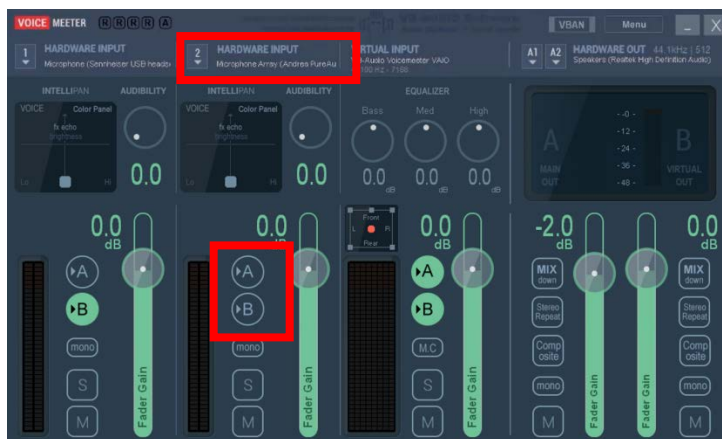 VOICE MEETER R R R R A
VBAN Menu _ X
1 HARDWARE INPUT
Microphone (Sennheiser USB heads
2 HARDWARE INPUT
Microphone Array (Andrea PureAu
VIRTUAL INPUT
Voicemeeter VAIO
A1 A2 HARDWARE OUT 44.1kHz | 512
Speakers (Realtek High Definition Audio)
INTELLIPAN AUDIBILITY
INTELLIPAN AUDIBILITY
EQUALIZER
VOICE Color Panel
fx echo
brightness
Lo Hi
0.0
VOICE Color Panel
fx echo
brightness
Lo Hi
0.0
Bass Med High
0.0 dB 0.0 dB 0.0 dB
A
MAIN
OUT
-0-
-12-
-24-
-36-
-48-
B
VIRTUAL
OUT
0.0
dB
A
B
mono
S
M
Fader Gain
0.0
dB
A
B
mono
S
M
Fader Gain
Front
L R
Rear
0.0
dB
A
B
M.C
S
M
Fader Gain
-2.0
dB
MIX
down
Stereo
Repeat
Comp
osite
mono
M
Fader Gain
Fader Gain
0.0
dB
MIX
down
Stereo
Repeat
Comp
osite
mono
M